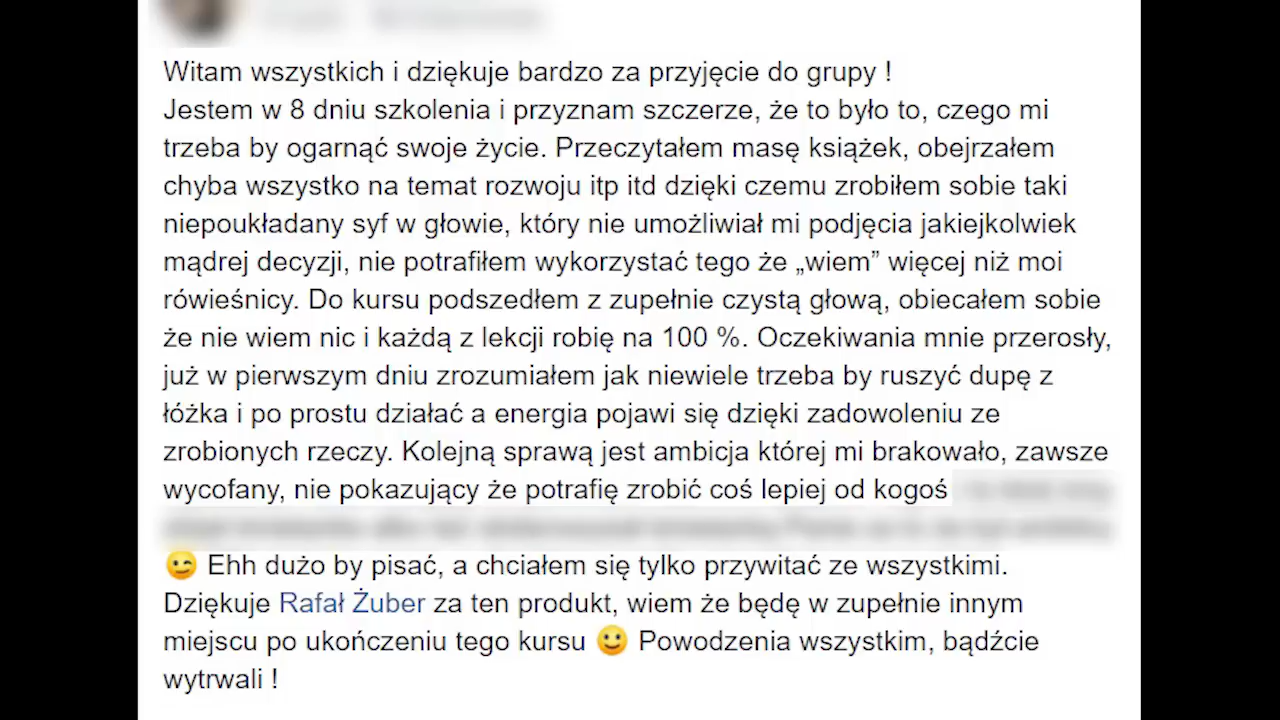 Witam wszystkich i dziękuje bardzo za przyjęcie do grupy !
Jestem w 8 dniu szkolenia i przyznam szczerze, że to było to, czego mi
trzeba by ogarnąć swoje życie. Przeczytałem masę książek, obejrzałem
chyba wszystko na temat rozwoju itp itd dzięki czemu zrobiłem sobie taki
niepoukładany syf w głowie, który nie umożliwiał mi podjęcia jakiejkolwiek
mądrej decyzji, nie potrafiłem wykorzystać tego że „wiem” więcej niż moi
rówieśnicy. Do kursu podszedłem z zupełnie czystą głową, obiecałem sobie
że nie wiem nic i każdą z lekcji robię na 100 %. Oczekiwania mnie przerosły,
już w pierwszym dniu zrozumiałem jak niewiele trzeba by ruszyć dupę z
łóżka i po prostu działać a energia pojawi się dzięki zadowoleniu ze
zrobionych rzeczy. Kolejną sprawą jest ambicja której mi brakowało, zawsze
wycofany, nie pokazujący że potrafię zrobić coś lepiej od kogoś
😉 Ehh dużo by pisać, a chciałem się tylko przywitać ze wszystkimi.
Dziękuje Rafał Żuber za ten produkt, wiem że będę w zupełnie innym
miejscu po ukończeniu tego kursu 🙂 Powodzenia wszystkim, bądźcie
wytrwali !